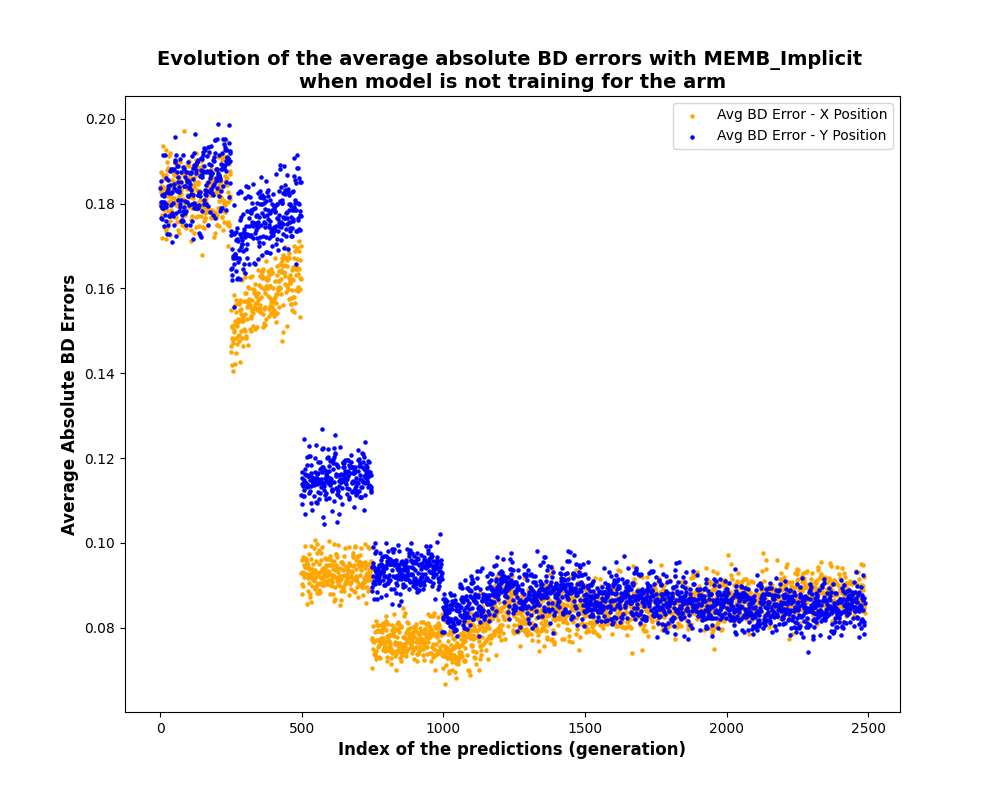 Evolution of the average absolute BD errors with MEMB_Implicit
when model is not training for the arm
Avg BD Error - X Position
Avg BD Error - Y Position
Average Absolute BD Errors
0.20
0.18
0.16
0.14
0.12
0.10
0.08
0
500
1000
1500
2000
2500
Index of the predictions (generation)